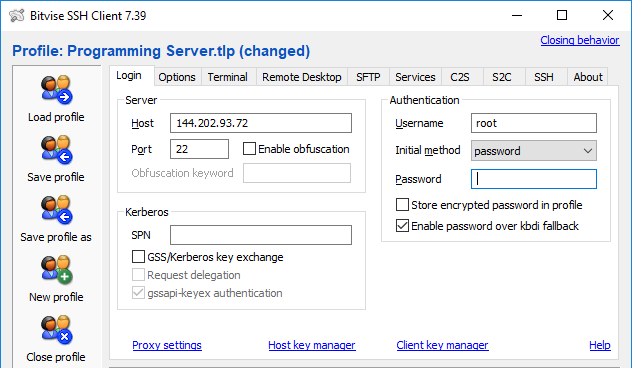 Bitvise SSH Client 7.39
Closing behavior
Profile: Programming Server.tlp (changed)
Load profile
Save profile
Save profile as
New profile
Close profile
Login Options Terminal Remote Desktop SFTP Services C2S S2C SSH About
Server
Host 144.202.93.72
Port 22 Enable obfuscation
Obfuscation keyword
Kerberos
SPN
GSS/Kerberos key exchange
Request delegation
gssapi-keyex authentication
Authentication
Username root
Initial method password
Password
Store encrypted password in profile
Enable password over kbdi fallback
Proxy settings Host key manager Client key manager Help